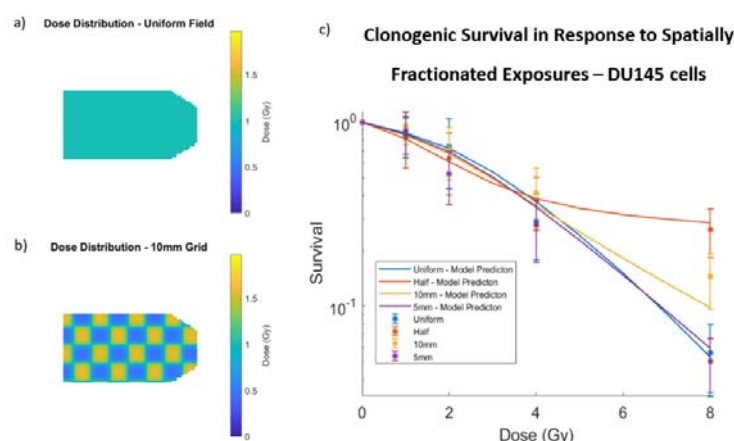 a)
Dose Distribution - Uniform Field
1.5
1
0.5
0
Dose (Gy)
b)
Dose Distribution - 10mm Grid
1.5
1
0.5
0
Dose (Gy)
c)
Clonogenic Survival in Response to Spatially
Fractionated Exposures – DU145 cells
10⁰
10⁻¹
Survival
Uniform - Model Predicton
Half - Model Predicton
10mm - Model Predicton
5mm - Model Predicton
Uniform
Half
10mm
5mm
0 2 4 6 8
Dose (Gy)